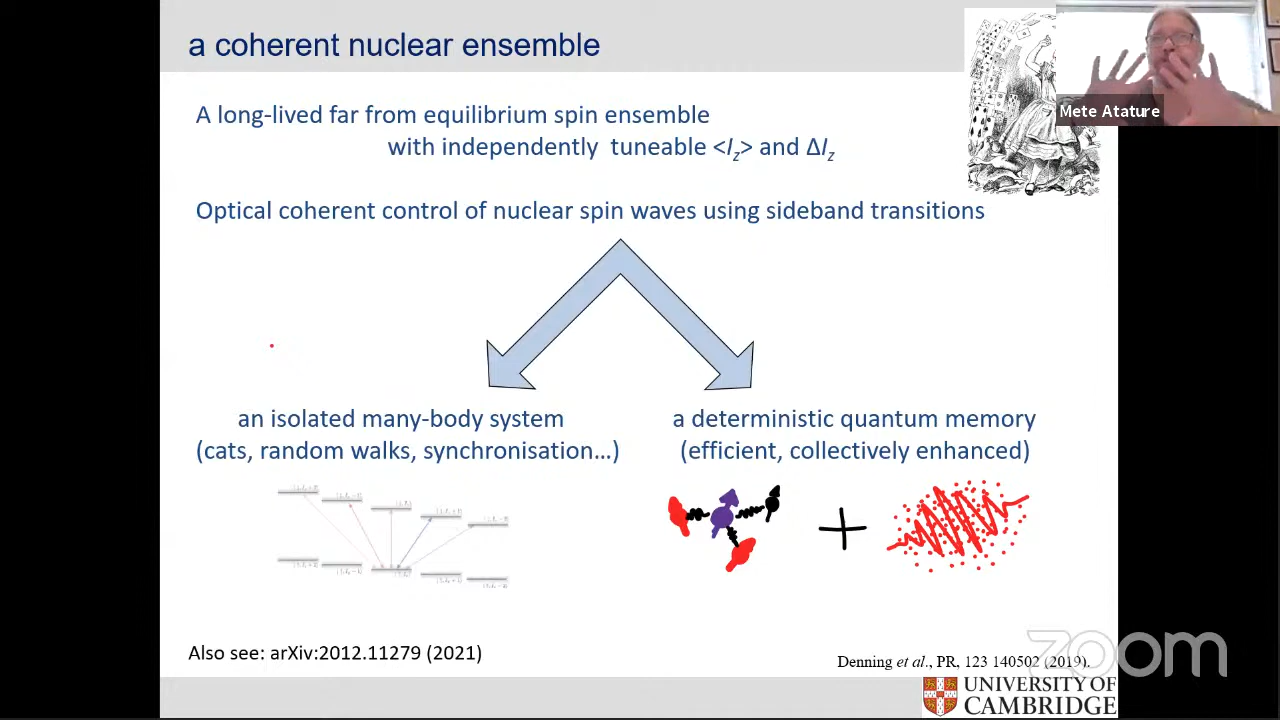 a coherent nuclear ensemble
Mete Atature
A long-lived far from equilibrium spin ensemble
with independently tuneable <Iz> and ΔIz
Optical coherent control of nuclear spin waves using sideband transitions
an isolated many-body system
(cats, random walks, synchronisation…)
a deterministic quantum memory
(efficient, collectively enhanced)
+
Also see: arXiv:2012.11279 (2021)
Denning et al., PR, 123 140502 (2019).
zoom
UNIVERSITY OF
CAMBRIDGE